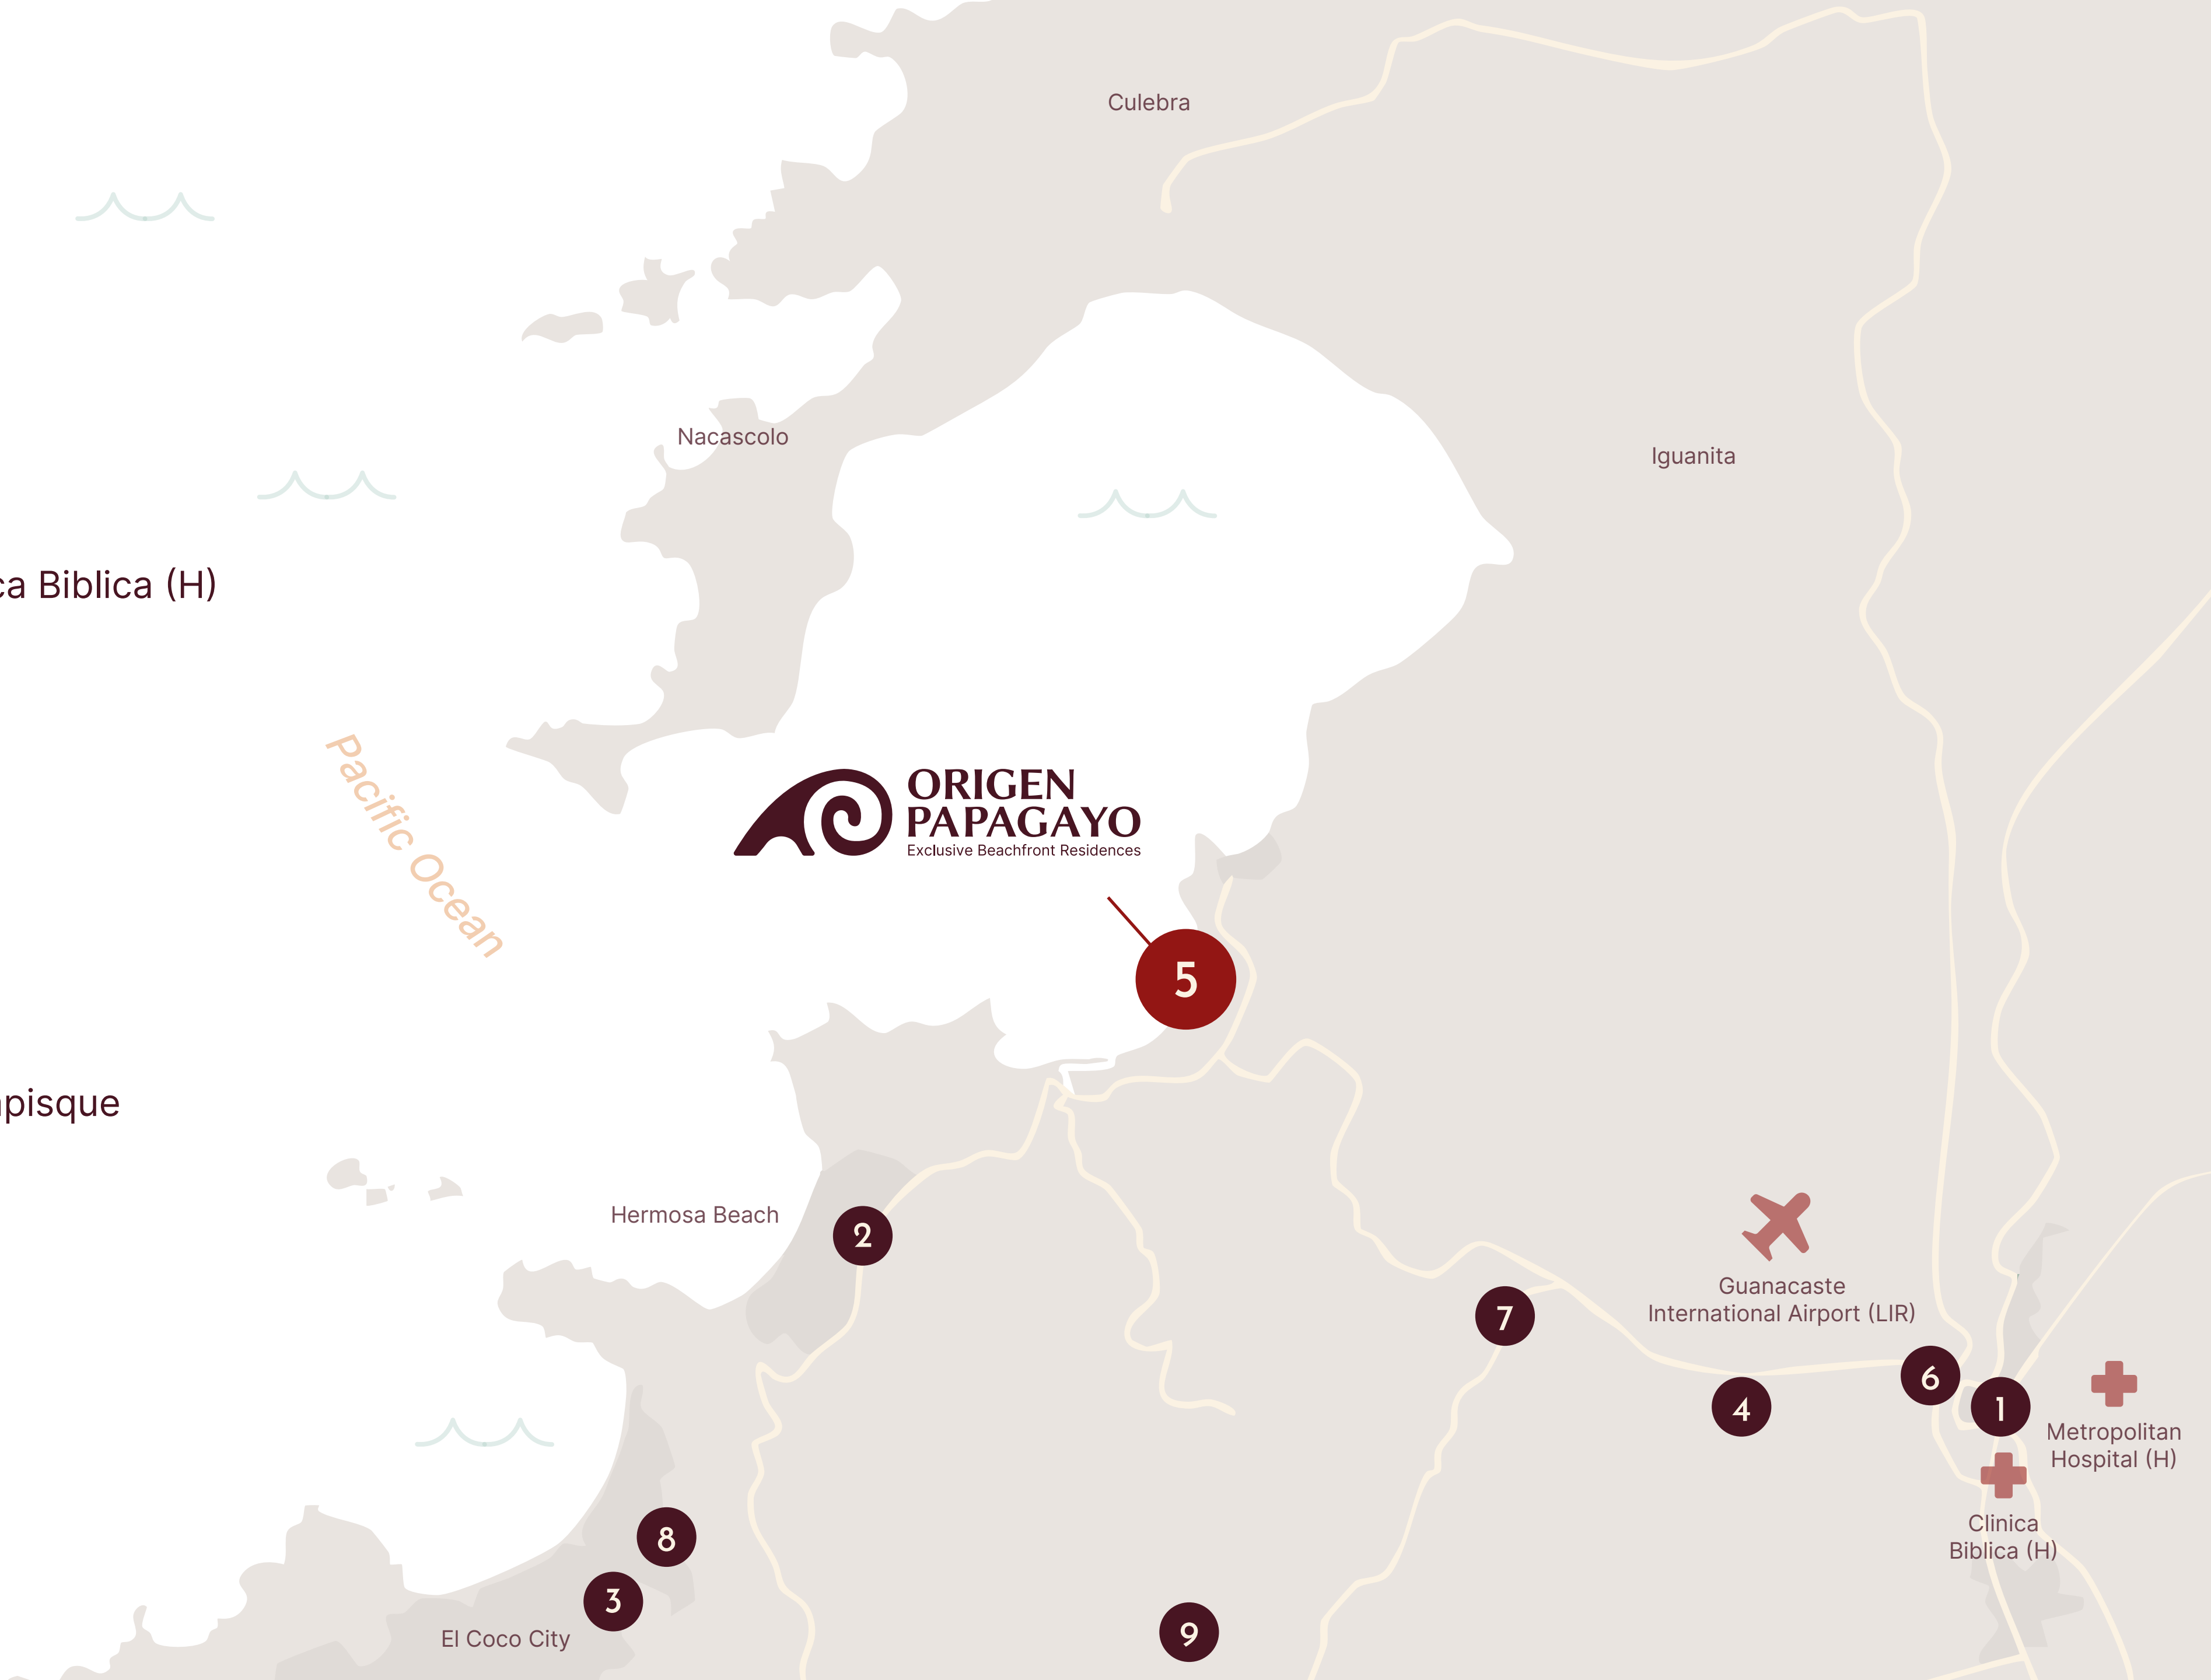 Culebra
Nacascolo
Iguanita
ca Biblica (H)
Pacific Ocean
ORIGEN
PAPAGAYO
Exclusive Beachfront Residences
5
pisque
Hermosa Beach
2
Guanacaste
International Airport (LIR)
7
6
4
1
Metropolitan
Hospital (H)
Clinica
Biblica (H)
8
3
9
El Coco City